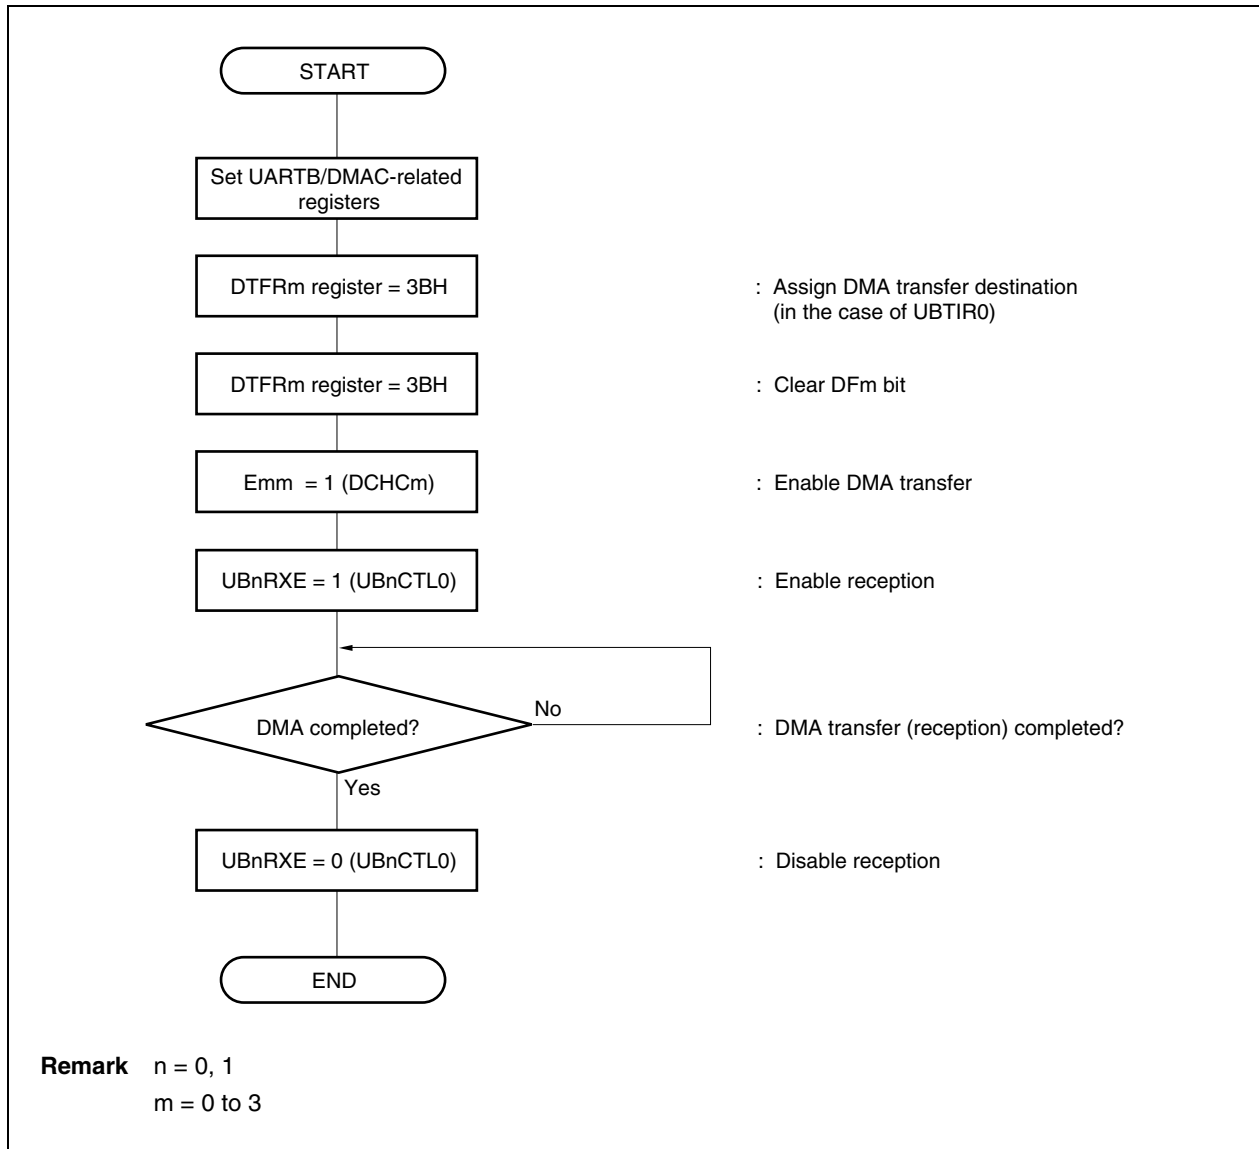 START
Set UARTB/DMAC-related
registers
DTFRm register = 3BH
: Assign DMA transfer destination
(in the case of UBTIR0)
DTFRm register = 3BH
: Clear DFm bit
Emm = 1 (DCHCm)
: Enable DMA transfer
UBnRXE = 1 (UBnCTL0)
: Enable reception
No
DMA completed?
: DMA transfer (reception) completed?
Yes
UBnRXE = 0 (UBnCTL0)
: Disable reception
END
Remark n = 0, 1
m = 0 to 3